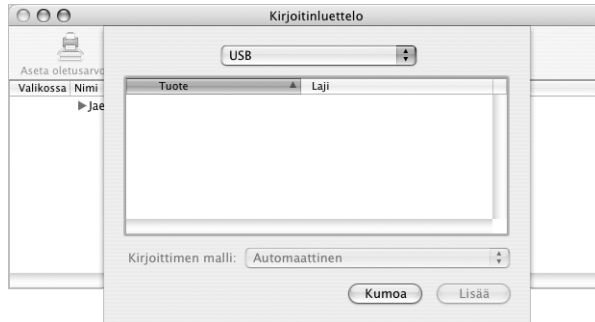 Kirjoitinluettelo
USB
Aseta oletusarvo
Tuote Laji
Valikossa Nimi
Jae
Kirjoittimen malli: Automaattinen
Kumoa Lisää